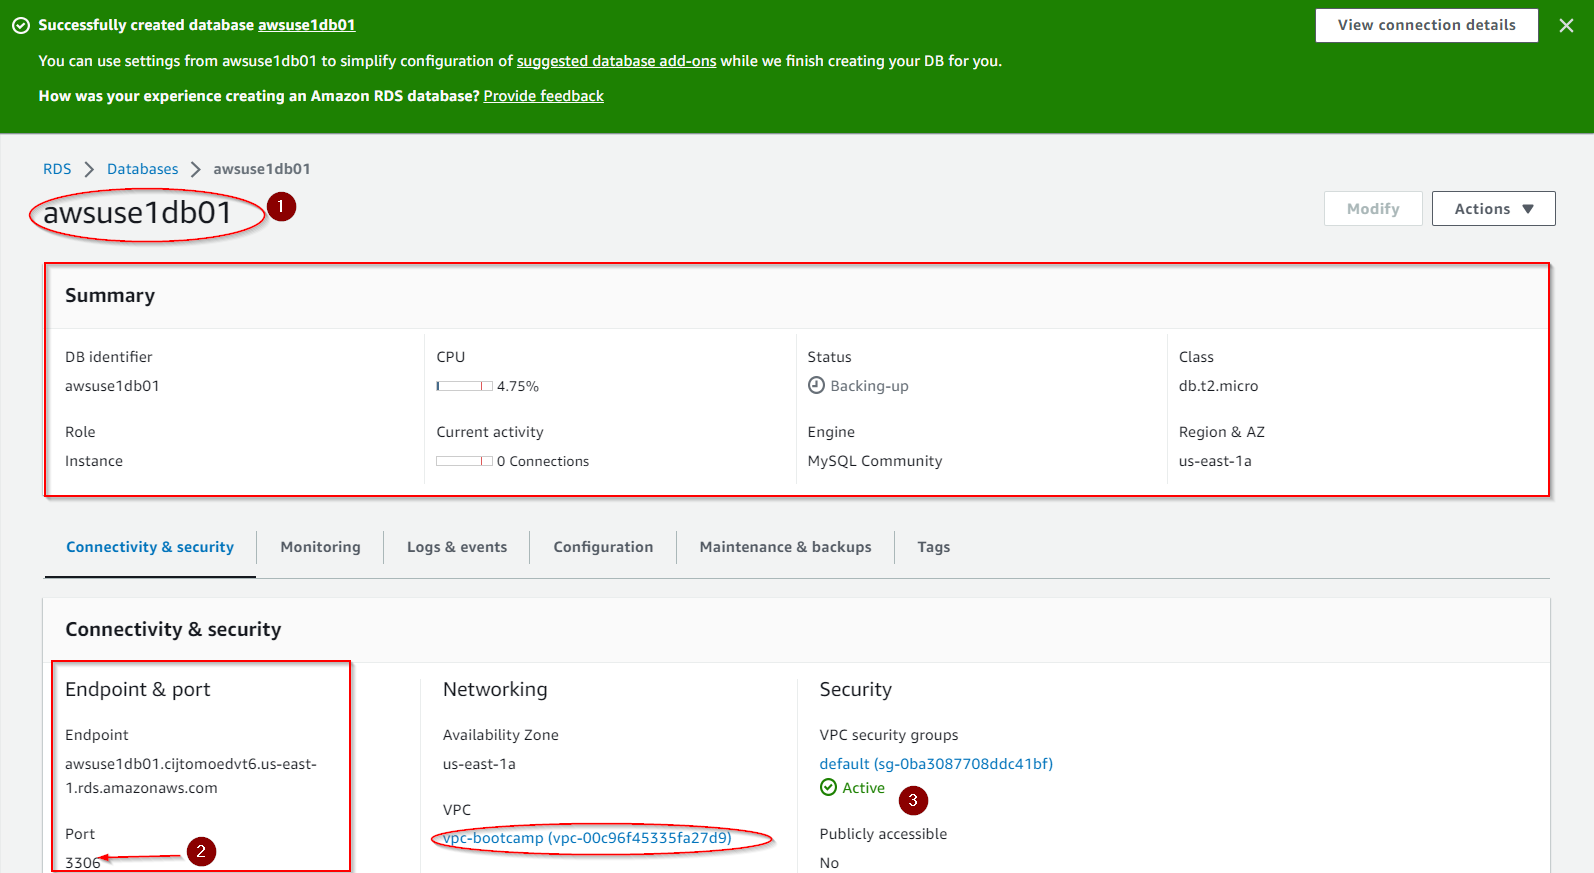 Successfully created database awsuse1db01
View connection details
You can use settings from awsuse1db01 to simplify configuration of suggested database add-ons while we finish creating your DB for you.
How was your experience creating an Amazon RDS database? Provide feedback
RDS > Databases > awsuse1db01
awsuse1db01
1
Modify
Actions
Summary
DB identifier
awsuse1db01
CPU
4.75%
Status
Backing-up
Class
db.t2.micro
Role
Instance
Current activity
0 Connections
Engine
MySQL Community
Region & AZ
us-east-1a
Connectivity & security
Monitoring
Logs & events
Configuration
Maintenance & backups
Tags
Connectivity & security
Endpoint & port
Endpoint
awsuse1db01.cijtomoedvt6.us-east-
1.rds.amazonaws.com
Port
3306
2
Networking
Availability Zone
us-east-1a
VPC
vpc-bootcamp (vpc-00c96f45335fa27d9)
Security
VPC security groups
default (sg-0ba3087708ddc41bf)
Active
3
Publicly accessible
No